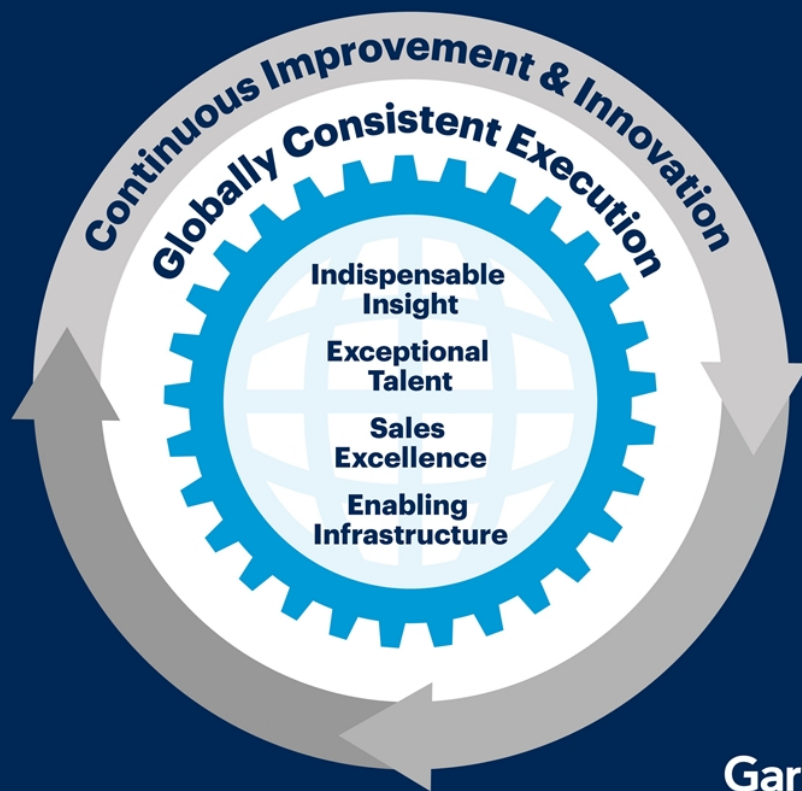 Continuous Improvement & Innovation
Globally Consistent Execution
Indispensable
Insight
Exceptional
Talent
Sales
Excellence
Enabling
Infrastructure
Gar